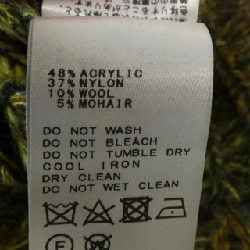 48% ACRYLIC
37% NYLON
10% WOOL
5% MOHAIR
DO NOT WASH
DO NOT BLEACH
DO NOT TUMBLE DRY
COOL IRON
DRY CLEAN
DO NOT WET CLEAN
F W